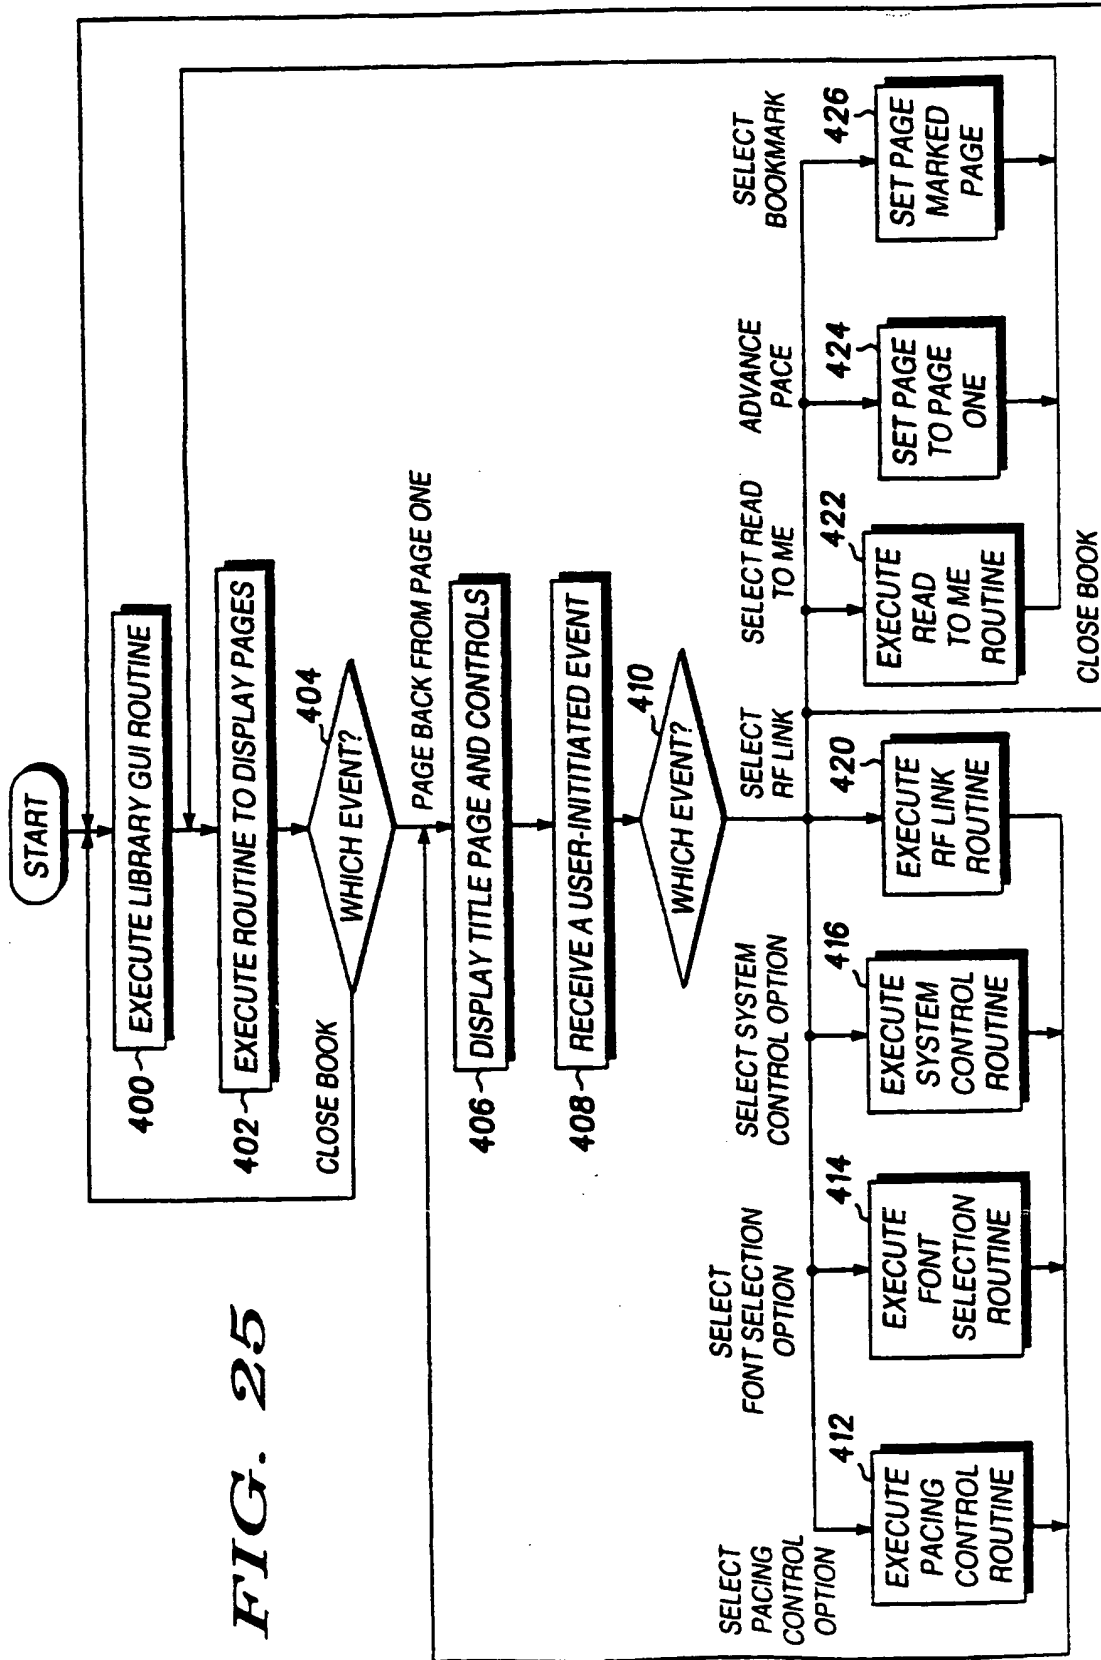 START
EXECUTE LIBRARY GUI ROUTINE
400
EXECUTE ROUTINE TO DISPLAY PAGES
402
WHICH EVENT?
404
CLOSE BOOK
PAGE BACK FROM PAGE ONE
DISPLAY TITLE PAGE AND CONTROLS
406
RECEIVE A USER-INITITIATED EVENT
408
WHICH EVENT?
410
SELECT
PACING
CONTROL
OPTION
SELECT
FONT SELECTION
OPTION
SELECT SYSTEM
CONTROL OPTION
SELECT
RF LINK
SELECT READ
TO ME
ADVANCE
PACE
SELECT
BOOKMARK
412
EXECUTE
PACING
CONTROL
ROUTINE
414
EXECUTE
FONT
SELECTION
ROUTINE
416
EXECUTE
SYSTEM
CONTROL
ROUTINE
420
EXECUTE
RF LINK
ROUTINE
422
EXECUTE
READ
TO ME
ROUTINE
424
SET PAGE
TO PAGE
ONE
426
SET PAGE
MARKED
PAGE
CLOSE BOOK
FIG. 25